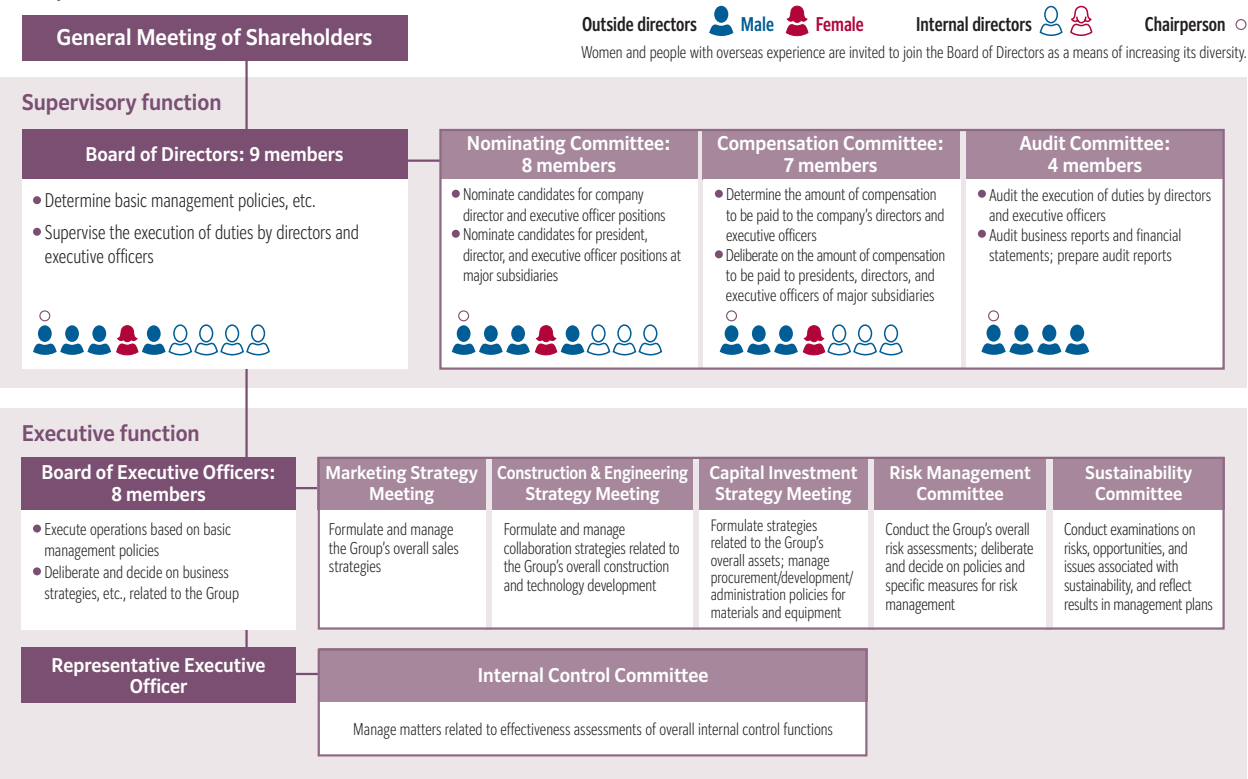 General Meeting of Shareholders
Outside directors Male Female Internal directors Chairperson
Women and people with overseas experience are invited to join the Board of Directors as a means of increasing its diversity.
Supervisory function
Board of Directors: 9 members
• Determine basic management policies, etc.
• Supervise the execution of duties by directors and
executive officers
Nominating Committee:
8 members
• Nominate candidates for company
director and executive officer positions
• Nominate candidates for president,
director, and executive officer positions at
major subsidiaries
Compensation Committee:
7 members
• Determine the amount of compensation
to be paid to the company's directors and
executive officers
• Deliberate on the amount of compensation
to be paid to presidents, directors, and
executive officers of major subsidiaries
Audit Committee:
4 members
• Audit the execution of duties by directors
and executive officers
• Audit business reports and financial
statements; prepare audit reports
Executive function
Board of Executive Officers:
8 members
• Execute operations based on basic
management policies
• Deliberate and decide on business
strategies, etc., related to the Group
Marketing Strategy
Meeting
Formulate and manage
the Group's overall sales
strategies
Construction & Engineering
Strategy Meeting
Formulate and manage
collaboration strategies related to
the Group's overall construction
and technology development
Capital Investment
Strategy Meeting
Formulate strategies
related to the Group's
overall assets; manage
procurement/development/
administration policies for
materials and equipment
Risk Management
Committee
Conduct the Group's overall
risk assessments; deliberate
and decide on policies and
specific measures for risk
management
Sustainability
Committee
Conduct examinations on
risks, opportunities, and
issues associated with
sustainability, and reflect
results in management plans
Representative Executive
Officer
Internal Control Committee
Manage matters related to effectiveness assessments of overall internal control functions